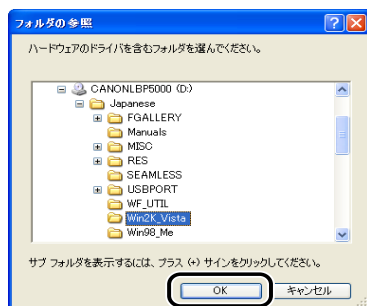 フォルダの参照
ハードウェアのドライバを含むフォルダを選んでください。
CANONLBP5000 (D:)
Japanese
FGALLERY
Manuals
MISC
RES
SEAMLESS
USBPORT
WF_UTIL
Win2K_Vista
Win98_Me
サブ フォルダを表示するには、プラス (+) サインをクリックしてください。
OK キャンセル